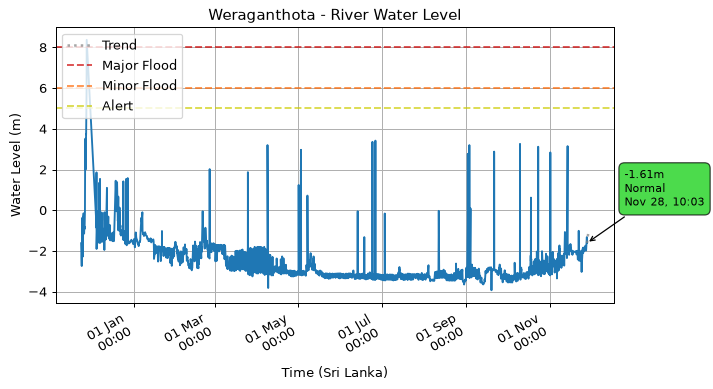 Weraganthota - River Water Level
Trend
Major Flood
Minor Flood
Alert
8
6
4
2
0
−2
−4
Water Level (m)
-1.61m
Normal
Nov 28, 10:03
01 Jan
00:00
01 Mar
00:00
01 May
00:00
01 Jul
00:00
01 Sep
00:00
01 Nov
00:00
Time (Sri Lanka)